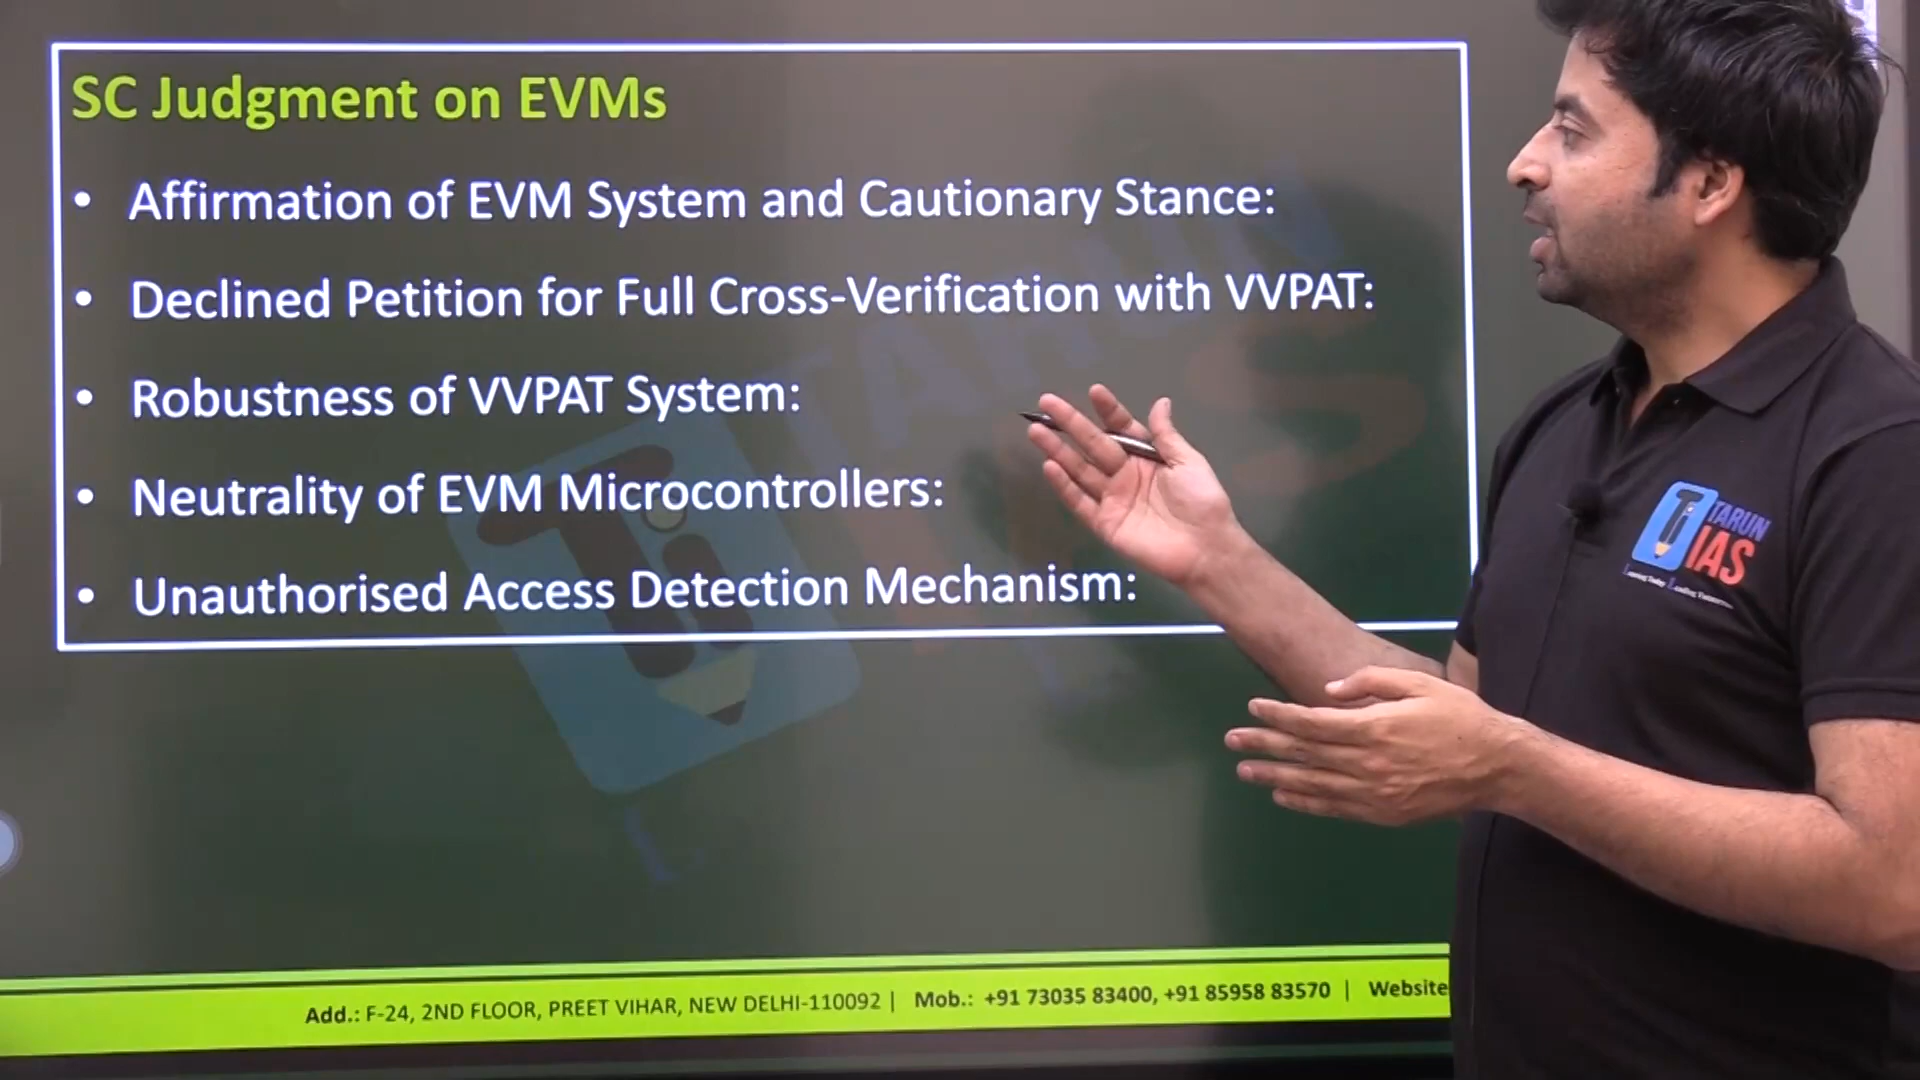 SC Judgment on EVMs
• Affirmation of EVM System and Cautionary Stance:
• Declined Petition for Full Cross-Verification with VVPAT:
• Robustness of VVPAT System:
• Neutrality of EVM Microcontrollers:
• Unauthorised Access Detection Mechanism:
TARUN
IAS
Add.: F-24, 2ND FLOOR, PREET VIHAR, NEW DELHI-110092 | Mob.: +91 73035 83400, +91 85958 83570 | Website